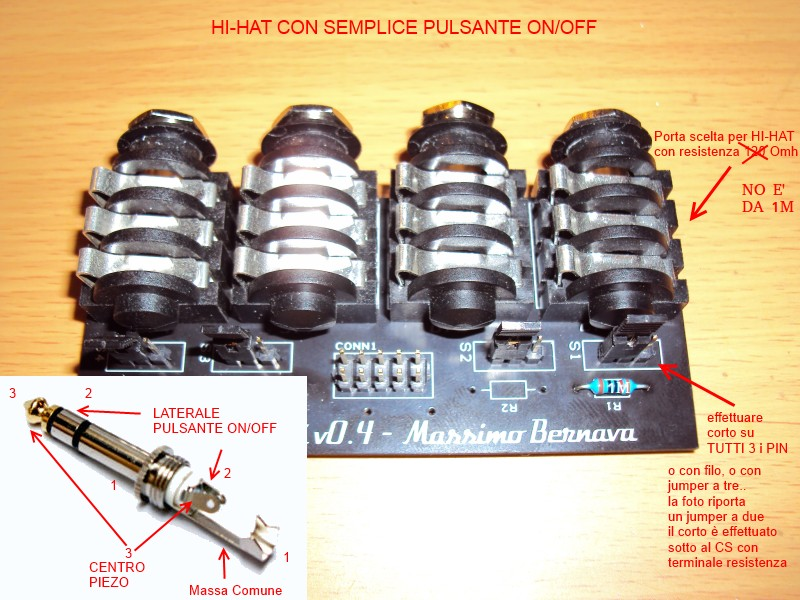 HI-HAT CON SEMPLICE PULSANTE ON/OFF
Porta scelta per HI-HAT
con resistenza 120 Omh
NO E'
DA 1M
CONN1
S3
S2
S1
R2
1M
R1
v0.4 - Massimo Bernava
effettuare
corto su
TUTTI 3 i PIN
o con filo, o con
jumper a tre..
la foto riporta
un jumper a due
il corto è effettuato
sotto al CS con
terminale resistenza
3
2
LATERALE
PULSANTE ON/OFF
2
1
3
CENTRO
PIEZO
1
Massa Comune